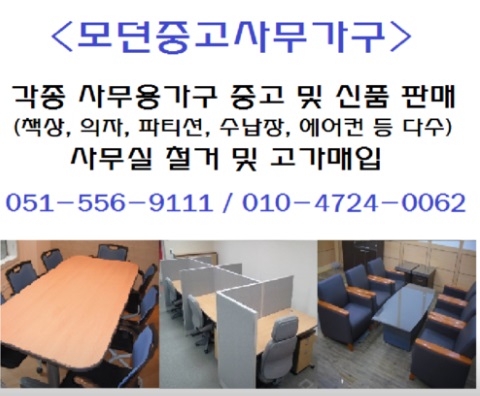 <모던중고사무가구>
각종 사무용가구 중고 및 신품 판매
(책상, 의자, 파티션, 수납장, 에어컨 등 다수)
사무실 철거 및 고가매입
051-556-9111 / 010-4724-0062